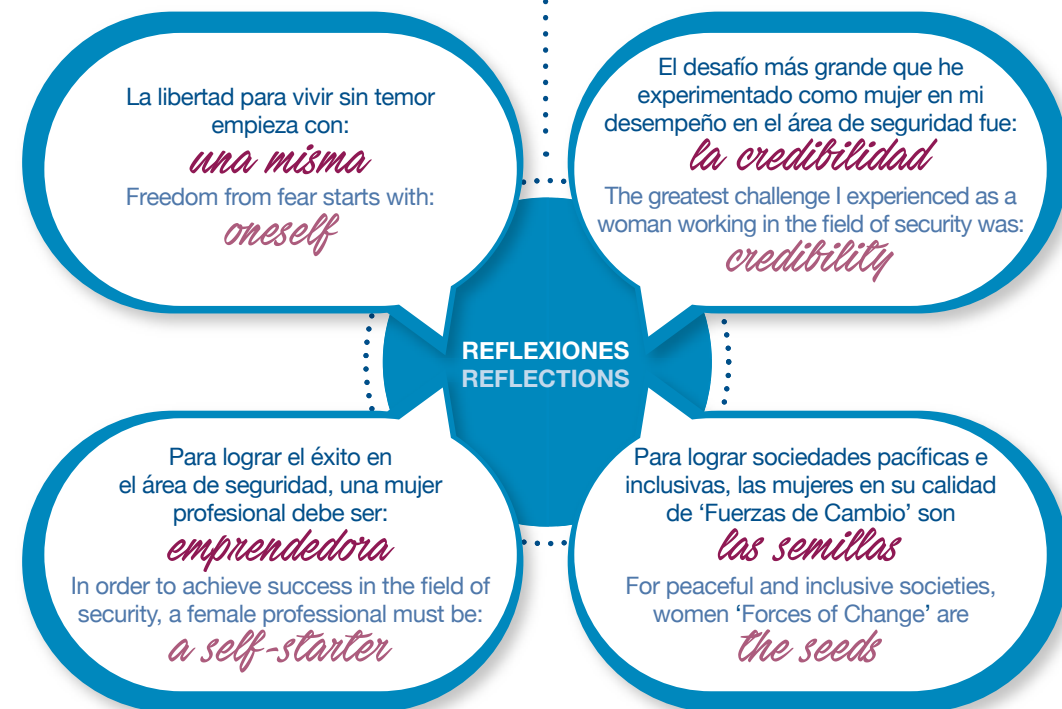 La libertad para vivir sin temor
empieza con:
una misma
Freedom from fear starts with:
oneself
El desafío más grande que he
experimentado como mujer en mi
desempeño en el área de seguridad fue:
la credibilidad
The greatest challenge I experienced as a
woman working in the field of security was:
credibility
REFLEXIONES
REFLECTIONS
Para lograr el éxito en
el área de seguridad, una mujer
profesional debe ser:
emprendedora
In order to achieve success in the field of
security, a female professional must be:
a self-starter
Para lograr sociedades pacíficas e
inclusivas, las mujeres en su calidad
de ‘Fuerzas de Cambio’ son
las semillas
For peaceful and inclusive societies,
women ‘Forces of Change’ are
the seeds